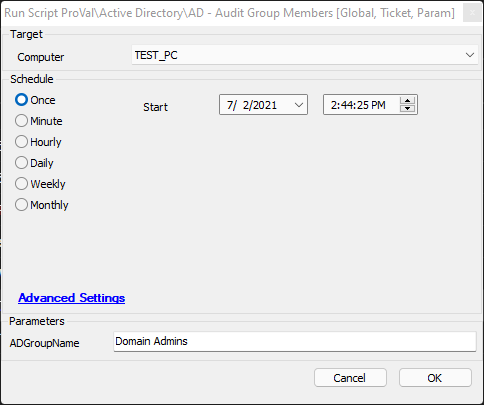 Run Script ProVal\Active Directory\AD - Audit Group Members [Global, Ticket, Param]
Target
Computer TEST_PC
Schedule
Once Start 7/ 2/2021 2:44:25 PM
Minute
Hourly
Daily
Weekly
Monthly
Advanced Settings
Parameters
ADGroupName Domain Admins
Cancel OK